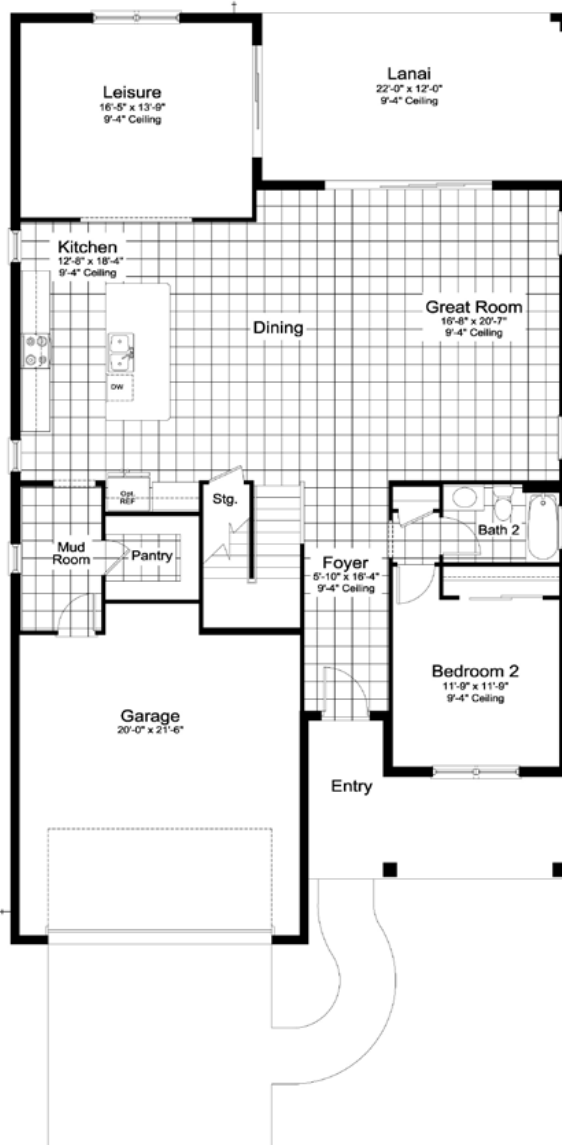 Leisure
16'-5" x 13'-9"
9'-4" Ceiling
Lanai
22'-0" x 12'-0"
9'-4" Ceiling
Kitchen
12'-8" x 18'-4"
9'-4" Ceiling
Dining
Great Room
16'-8" x 20'-7"
9'-4" Ceiling
DW
Opt.
REF
Stg.
Bath 2
Mud
Room
Pantry
Foyer
5'-10" x 16'-4"
9'-4" Ceiling
Bedroom 2
11'-9" x 11'-9"
9'-4" Ceiling
Garage
20'-0" x 21'-6"
Entry